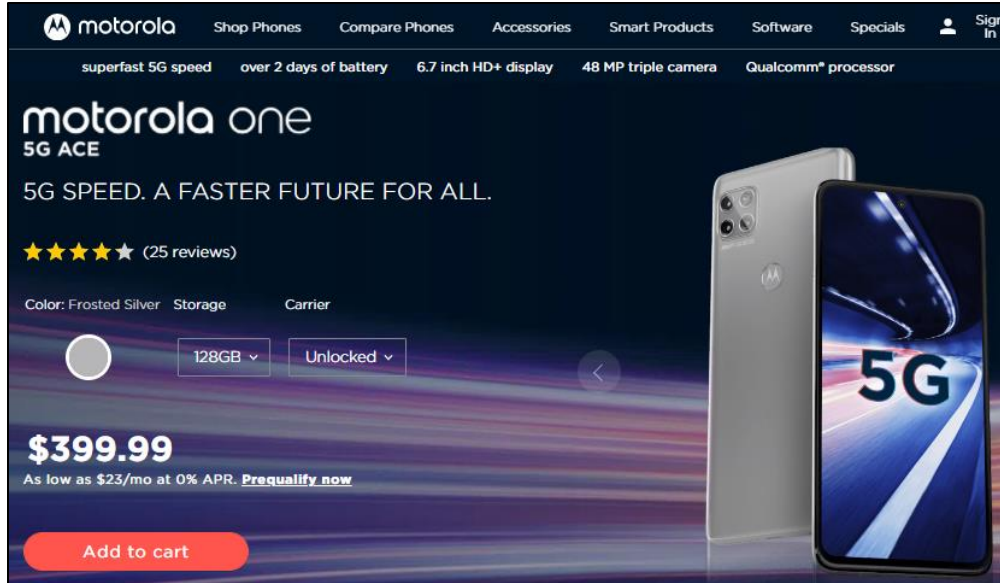 motorola Shop Phones Compare Phones Accessories Smart Products Software Specials Sign In
superfast 5G speed over 2 days of battery 6.7 inch HD+ display 48 MP triple camera Qualcomm® processor
motorola one
5G ACE
5G SPEED. A FASTER FUTURE FOR ALL.
(25 reviews)
Color: Frosted Silver Storage Carrier
128GB Unlocked
5G
$399.99
As low as $23/mo at 0% APR. Prequalify now
Add to cart